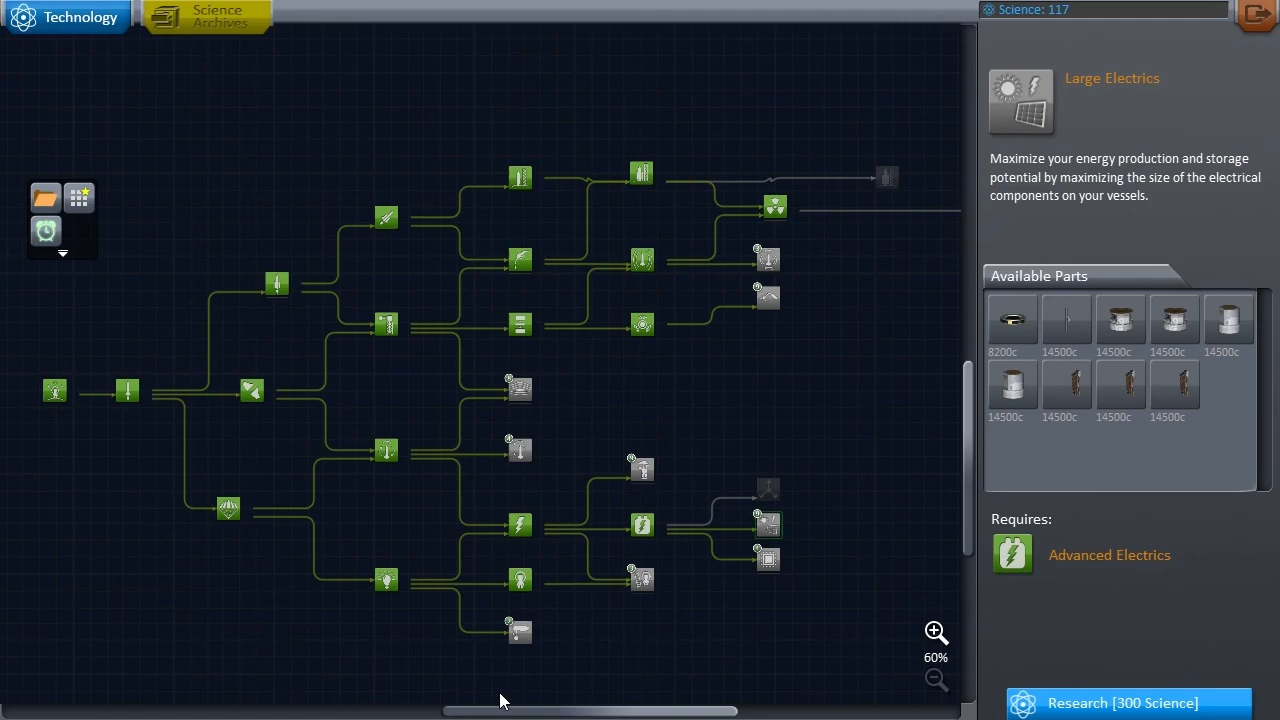 Technology
Science
Archives
Science: 117
Large Electrics
Maximize your energy production and storage
potential by maximizing the size of the electrical
components on your vessels.
Available Parts
8200c 14500c 14500c 14500c 14500c
14500c 14500c 14500c 14500c
Requires:
Advanced Electrics
60%
Research [300 Science]